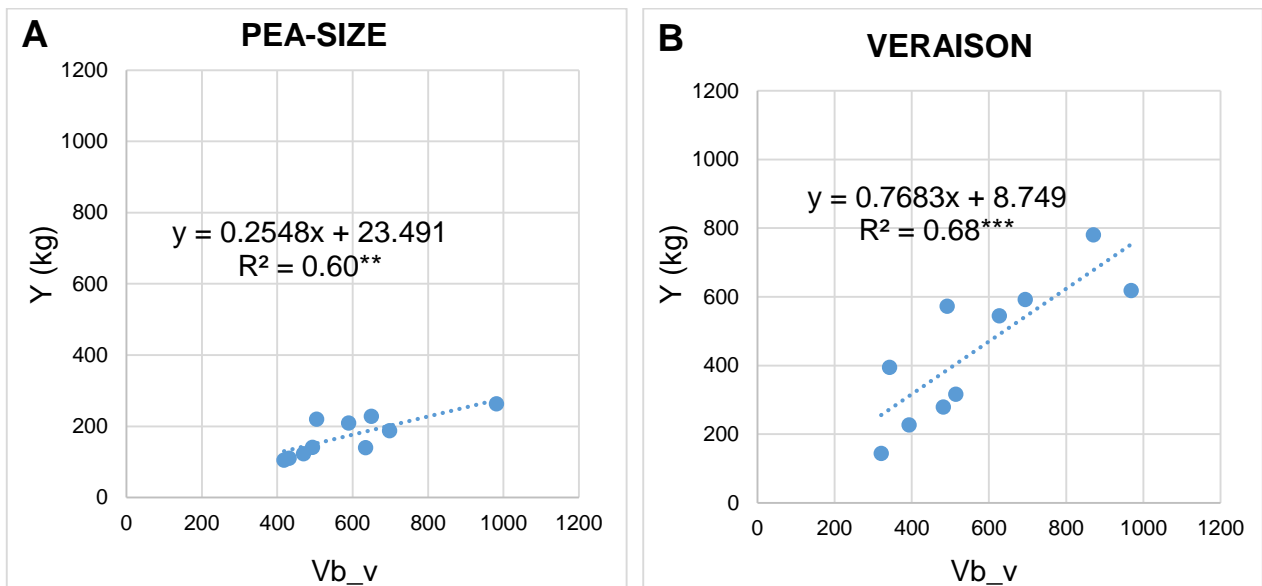 A
PEA-SIZE
1200
1000
800
600
400
200
0
Y (kg)
y = 0.2548x + 23.491
R² = 0.60**
0 200 400 600 800 1000 1200
Vb_v
B
VERAISON
1200
1000
800
600
400
200
0
Y (kg)
y = 0.7683x + 8.749
R² = 0.68***
0 200 400 600 800 1000 1200
Vb_v